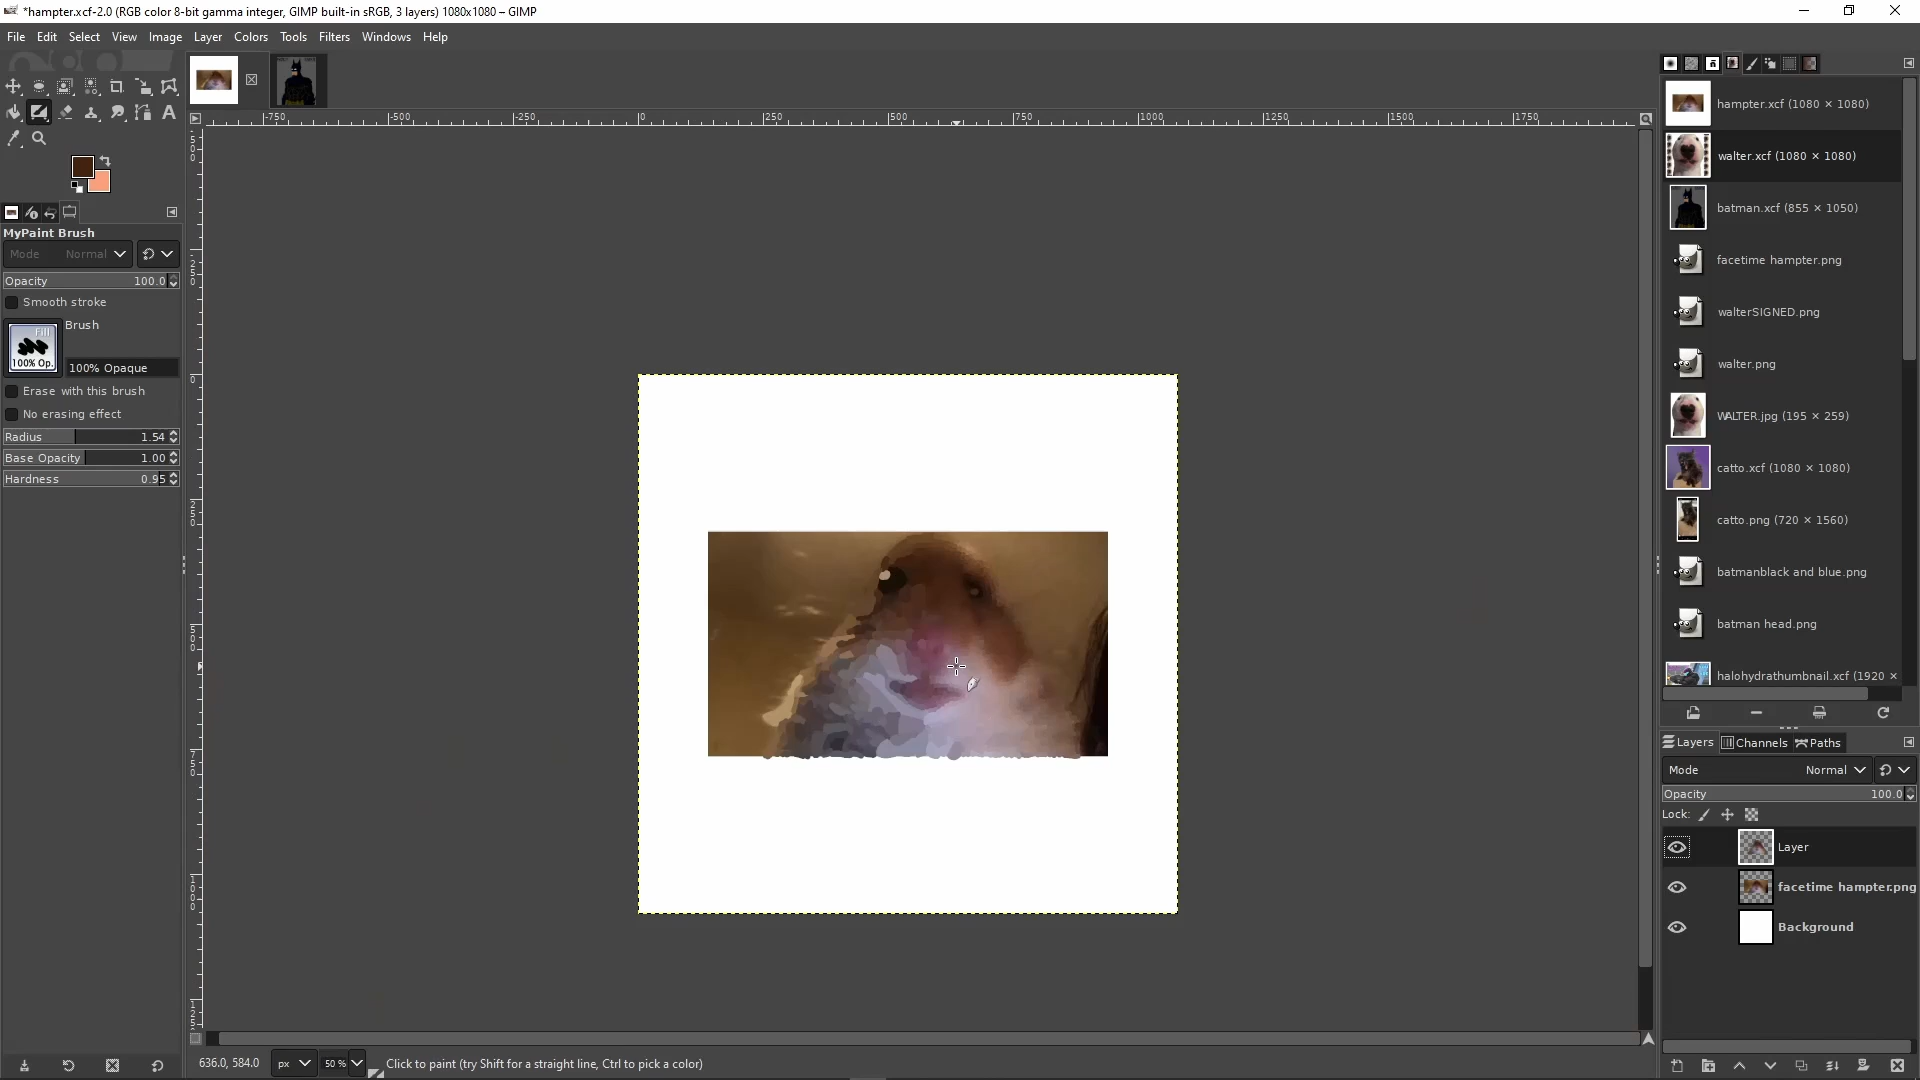 *hampter.xcf-2.0 (RGB color 8-bit gamma integer, GIMP built-in sRGB, 3 layers) 1080x1080 – GIMP
File Edit Select View Image Layer Colors Tools Filters Windows Help
-750 -500 -250 0 250 500 750 1000 1250 1500 1750
MyPaint Brush
Mode Normal
Opacity 100.0
Smooth stroke
Brush
Fill
100% Op.
100% Opaque
Erase with this brush
No erasing effect
Radius 1.54
Base Opacity 1.00
Hardness 0.95
hampter.xcf (1080 × 1080)
walter.xcf (1080 × 1080)
batman.xcf (855 × 1050)
facetime hampter.png
walterSIGNED.png
walter.png
WALTER.jpg (195 × 259)
catto.xcf (1080 × 1080)
catto.png (720 × 1560)
batmanblack and blue.png
batman head.png
halohydrathumbnail.xcf (1920 ×
Layers Channels Paths
Mode Normal
Opacity 100.0
Lock:
Layer
facetime hampter.png
Background
636.0, 584.0 px 50 % Click to paint (try Shift for a straight line, Ctrl to pick a color)